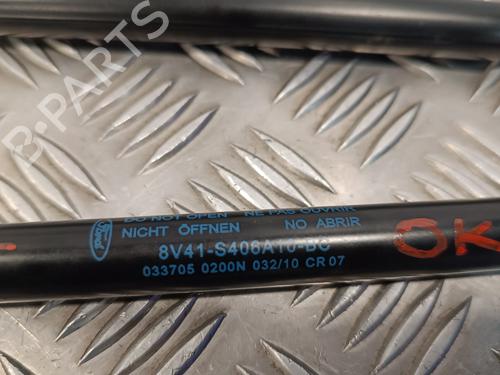 B-PARTS
DO NOT OPEN NE PAS OUVRIR
NICHT ÖFFNEN NO ABRIR
Ford
8V41-S406A10-BC
033705 0200N 032/10 CR07
OK